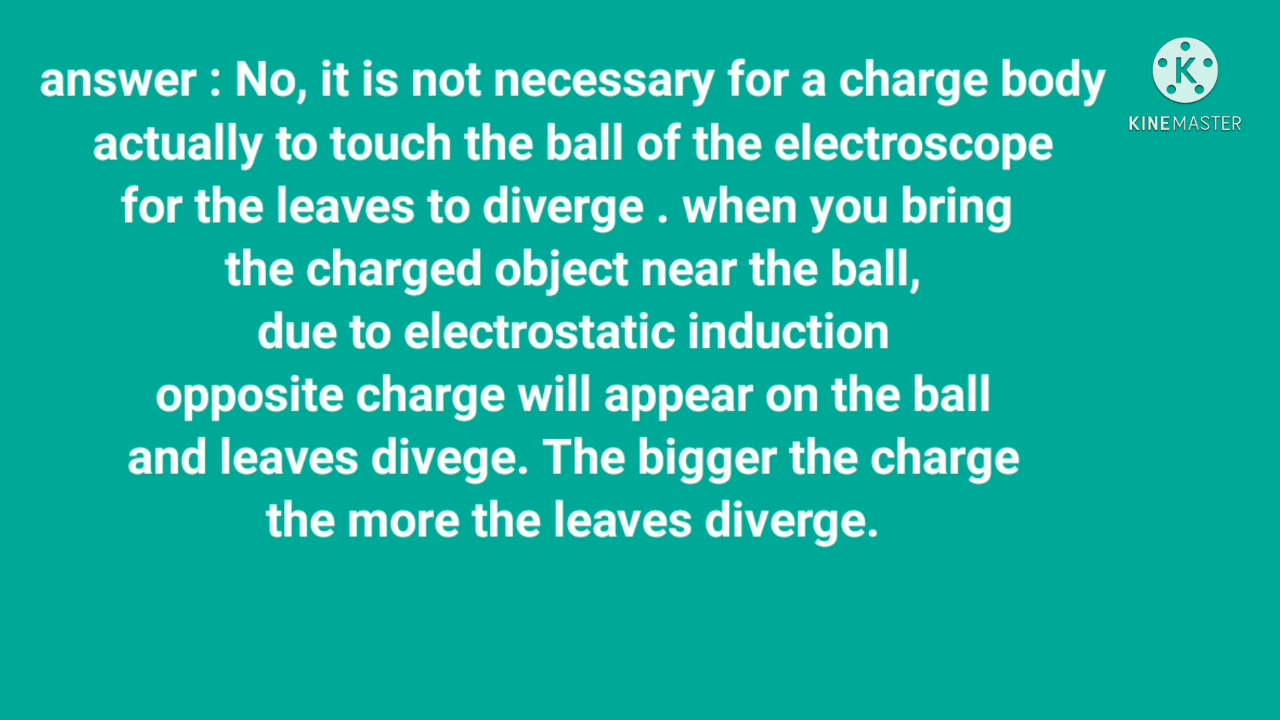 answer : No, it is not necessary for a charge body
actually to touch the ball of the electroscope
for the leaves to diverge . when you bring
the charged object near the ball,
due to electrostatic induction
opposite charge will appear on the ball
and leaves divege. The bigger the charge
the more the leaves diverge.
K
KINEMASTER